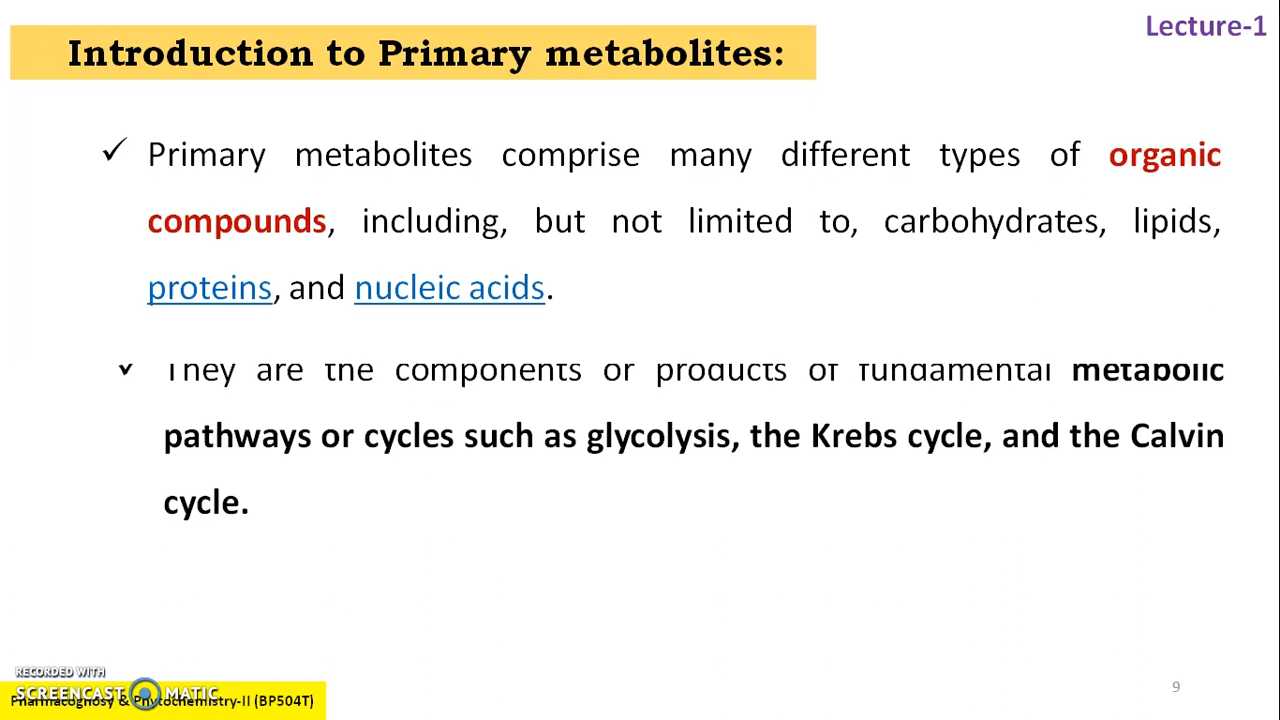 Lecture-1
Introduction to Primary metabolites:
✓ Primary metabolites comprise many different types of organic
compounds, including, but not limited to, carbohydrates, lipids,
proteins, and nucleic acids.
✓ They are the components or products of fundamental metabolic
pathways or cycles such as glycolysis, the Krebs cycle, and the Calvin
cycle.
RECORDED WITH
SCREENCAST MATIC
Pharmacognosy & Phytochemistry-II (BP504T)
9